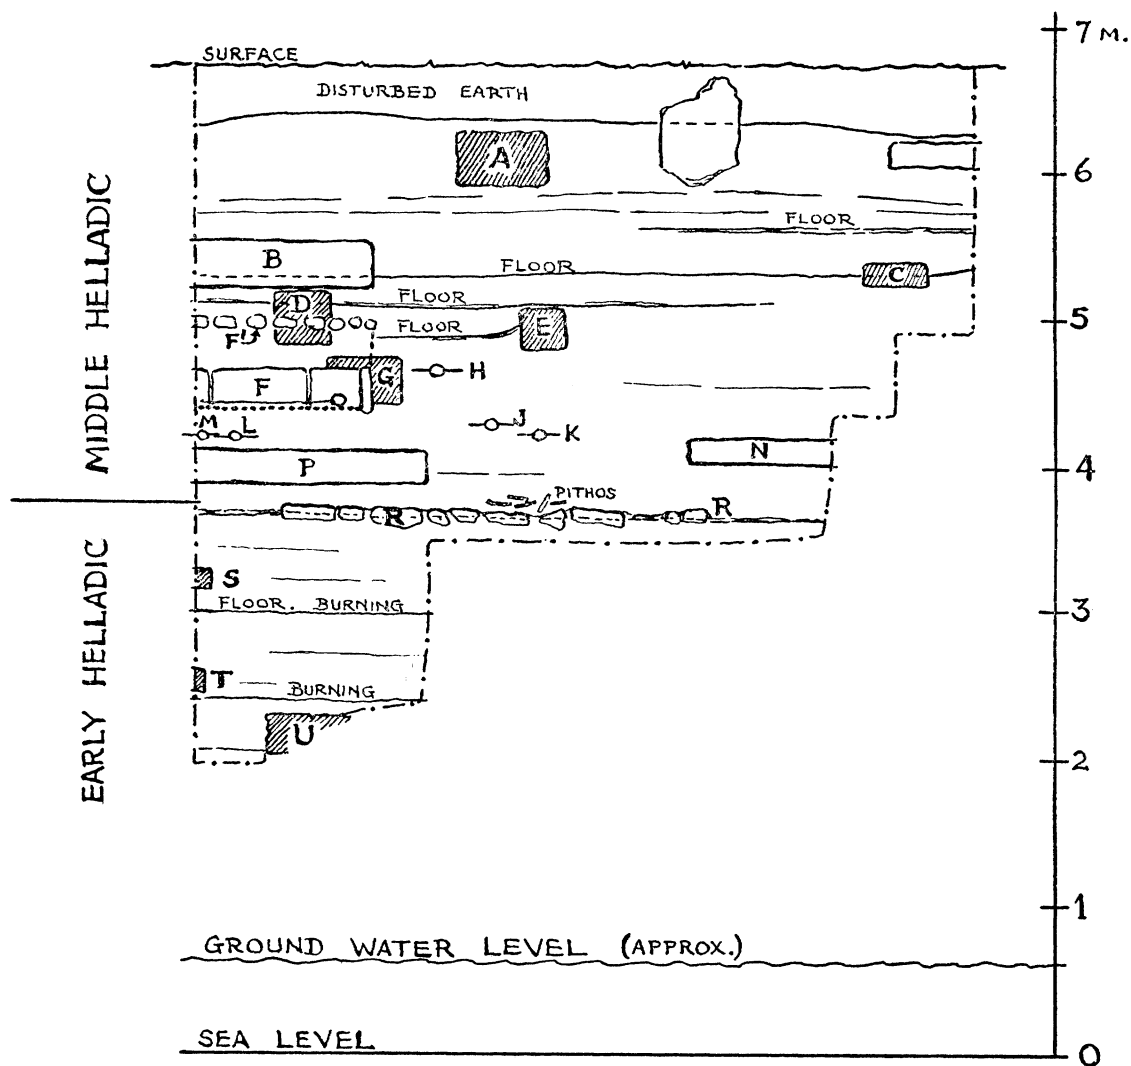 7 M.
SURFACE
DISTURBED EARTH
A
6
FLOOR
B
FLOOR
C
D
FLOOR
5
F'
FLOOR
E
G
H
F
M
L
J
K
P
N
4
PITHOS
R
R
S
FLOOR. BURNING
3
T
BURNING
U
2
1
GROUND WATER LEVEL (APPROX.)
SEA LEVEL
0
MIDDLE HELLADIC
EARLY HELLADIC